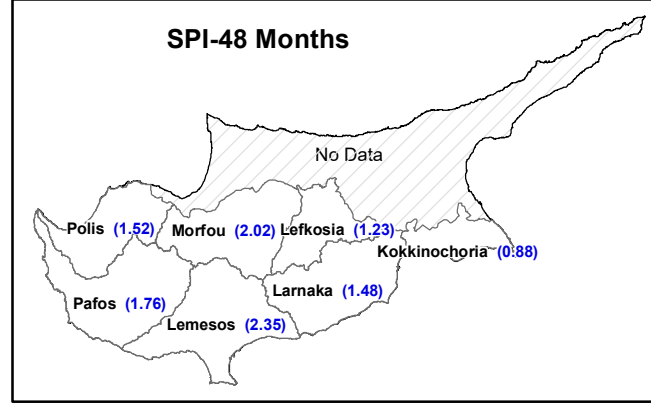 SPI-48 Months
No Data
Polis (1.52)
Morfou (2.02)
Lefkosia (1.23)
Kokkinochoria (0.88)
Pafos (1.76)
Larnaka (1.48)
Lemesos (2.35)